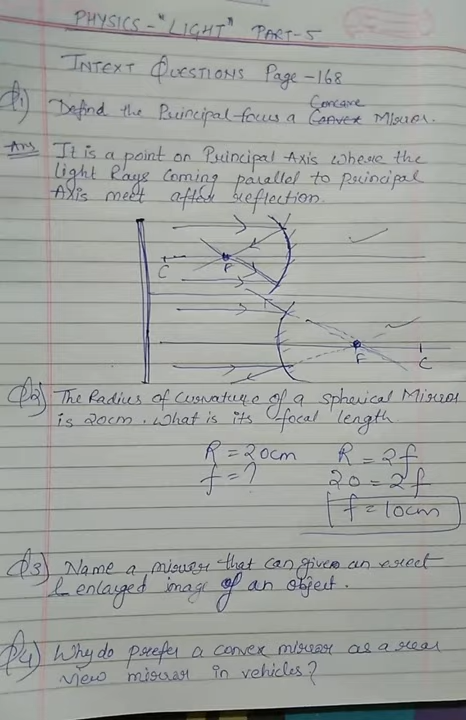 PHYSICS - "LIGHT" PART-5
INTEXT QUESTIONS Page -168
Q1) Defind the Principal focus a Concave Mirror.
Ans It is a point on Principal Axis where the
light Rays coming parallel to principal
Axis meet after reflection
C F
F C
Q2) The Radius of Curvature of a spherical Mirror
is 20cm. What is its focal length
R = 20cm R = 2f
f = ? 20 = 2f
f = 10cm
Q3) Name a mirror that can given an erect
& enlarged image of an object.
Q4) Why do prefer a convex mirror as a rear
view mirror in vehicles?